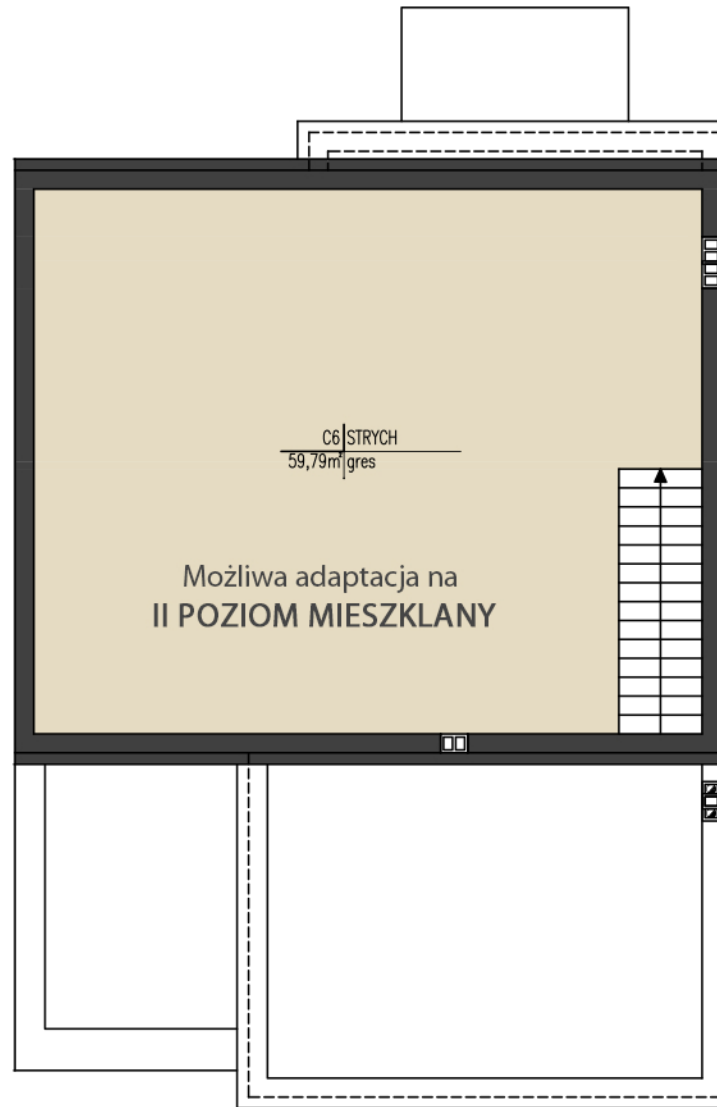 C6 STRYCH
59,79m² gres
Możliwa adaptacja na
II POZIOM MIESZKLANY